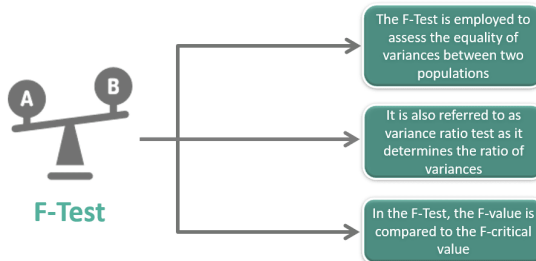 A
B
F-Test
The F-Test is employed to
assess the equality of
variances between two
populations
It is also referred to as
variance ratio test as it
determines the ratio of
variances
In the F-Test, the F-value is
compared to the F-critical
value